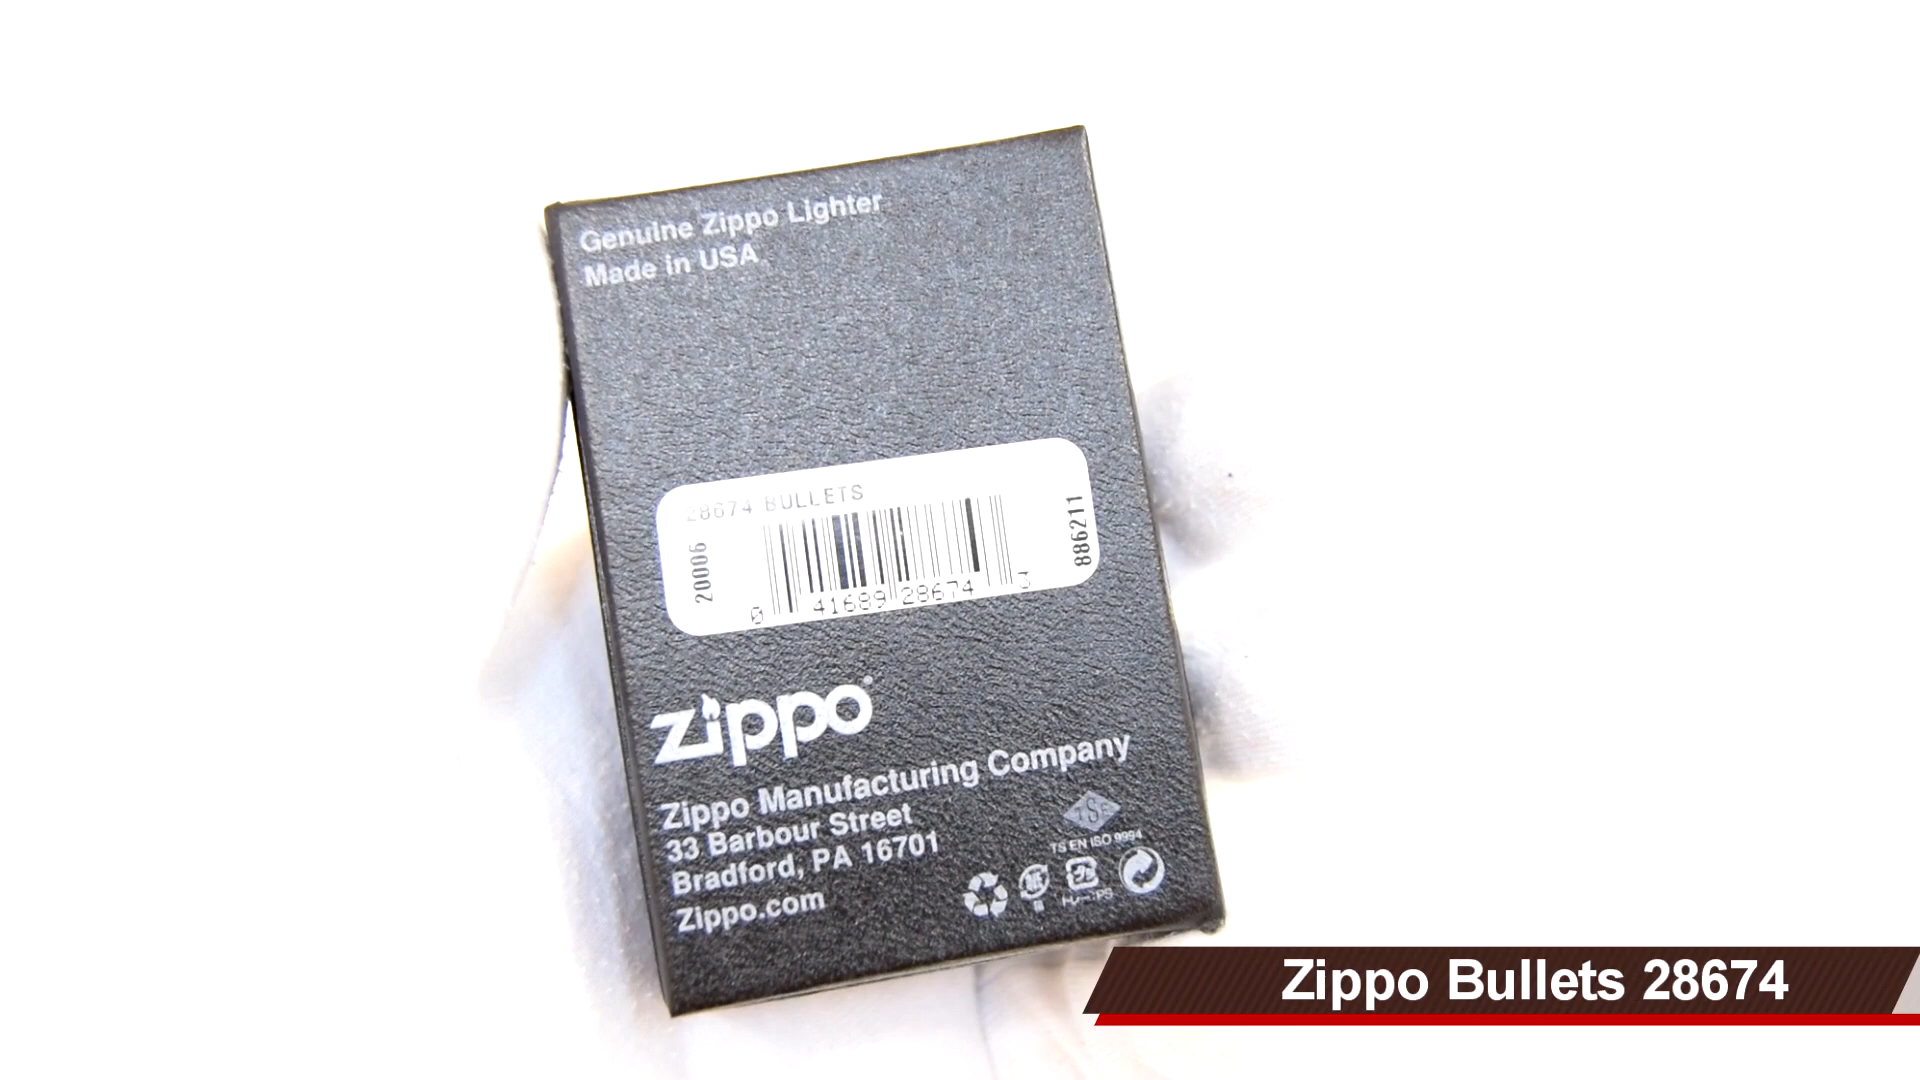 Genuine Zippo Lighter
Made in USA
28674 BULLETS
20006
886211
0 41689 28674 3
zippo®
Zippo Manufacturing Company
33 Barbour Street
Bradford, PA 16701
Zippo.com
TSE
TS EN ISO 9994
Zippo Bullets 28674